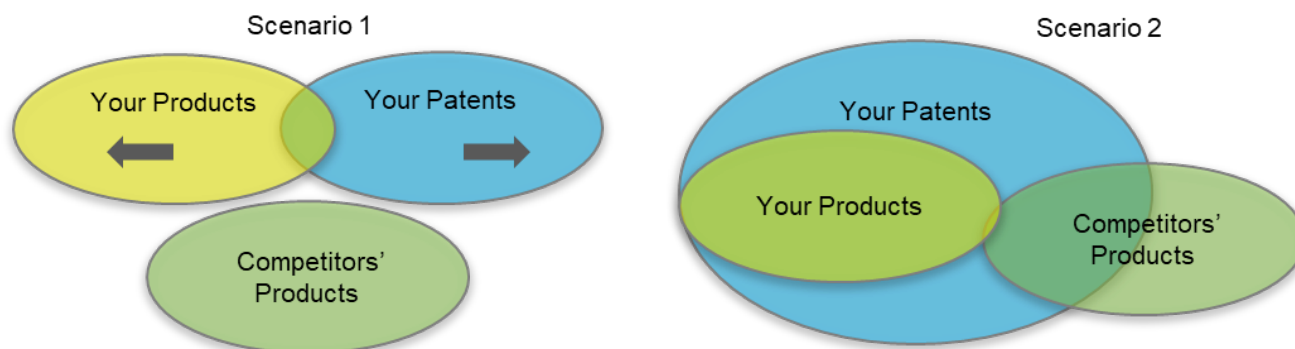 Scenario 1
Your Products
Your Patents
Competitors’
Products
Scenario 2
Your Patents
Your Products
Competitors’
Products